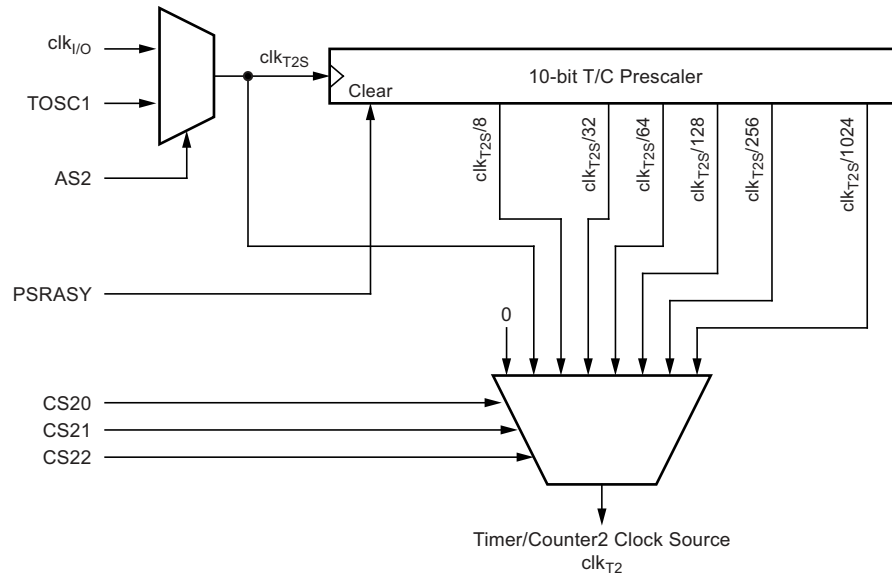 clkI/O
clkT2S
10-bit T/C Prescaler
Clear
TOSC1
AS2
clkT2S/8
clkT2S/32
clkT2S/64
clkT2S/128
clkT2S/256
clkT2S/1024
PSRASY
0
CS20
CS21
CS22
Timer/Counter2 Clock Source
clkT2